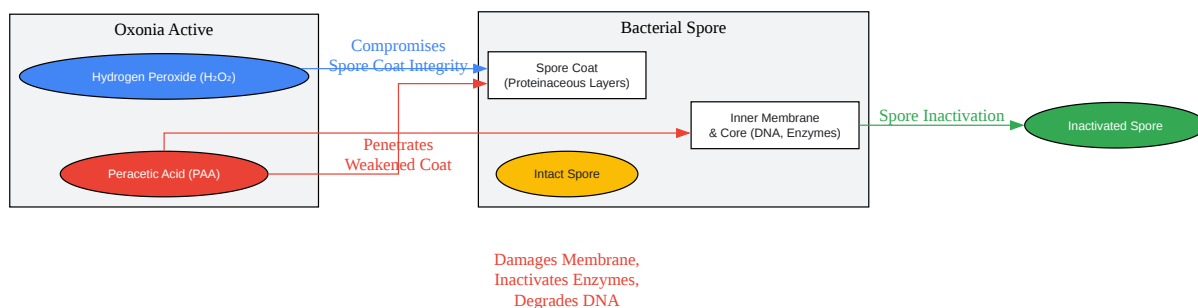 Oxonia Active
Hydrogen Peroxide (H₂O₂)
Peracetic Acid (PAA)
Compromises
Spore Coat Integrity
Penetrates
Weakened Coat
Bacterial Spore
Spore Coat
(Proteinaceous Layers)
Inner Membrane
& Core (DNA, Enzymes)
Intact Spore
Spore Inactivation
Inactivated Spore
Damages Membrane,
Inactivates Enzymes,
Degrades DNA